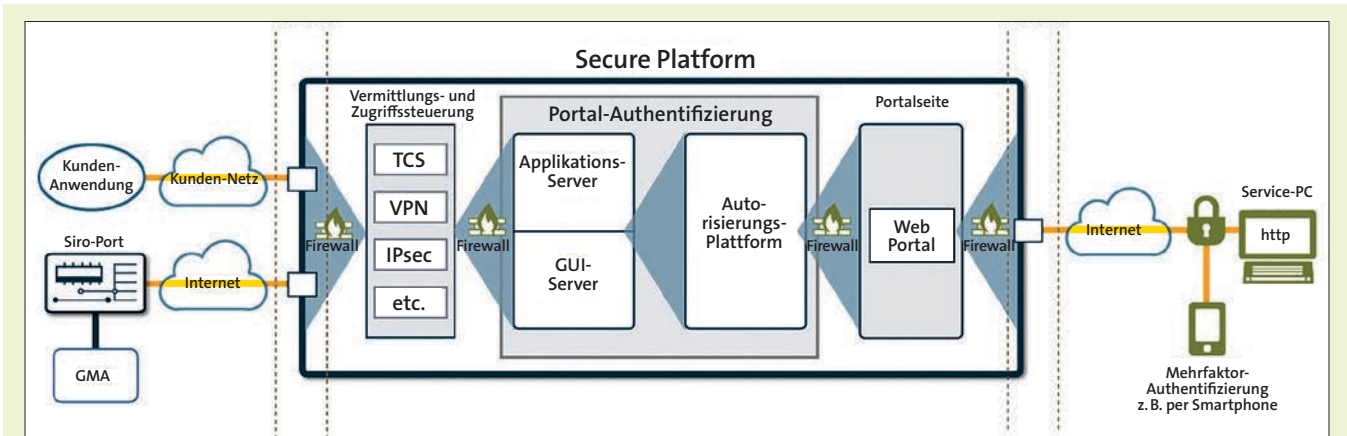 Secure Platform
Kunden-
Anwendung
Kunden-Netz
Siro-Port
Internet
GMA
Firewall
Vermittlungs- und
Zugriffssteuerung
TCS
VPN
IPsec
etc.
Firewall
Portal-Authentifizierung
Applikations-
Server
GUI-
Server
Auto-
risierungs-
Plattform
Firewall
Portalseite
Web
Portal
Firewall
Internet
Service-PC
http
Mehrfaktor-
Authentifizierung
z. B. per Smartphone